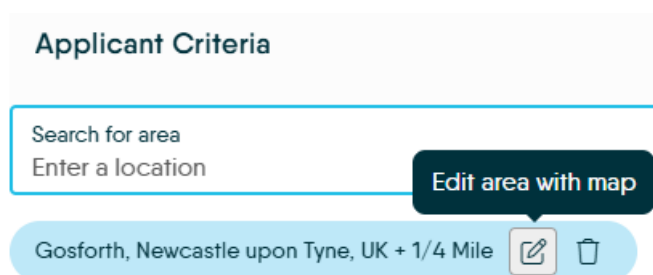 Applicant Criteria
Search for area
Enter a location
Edit area with map
Gosforth, Newcastle upon Tyne, UK + 1/4 Mile